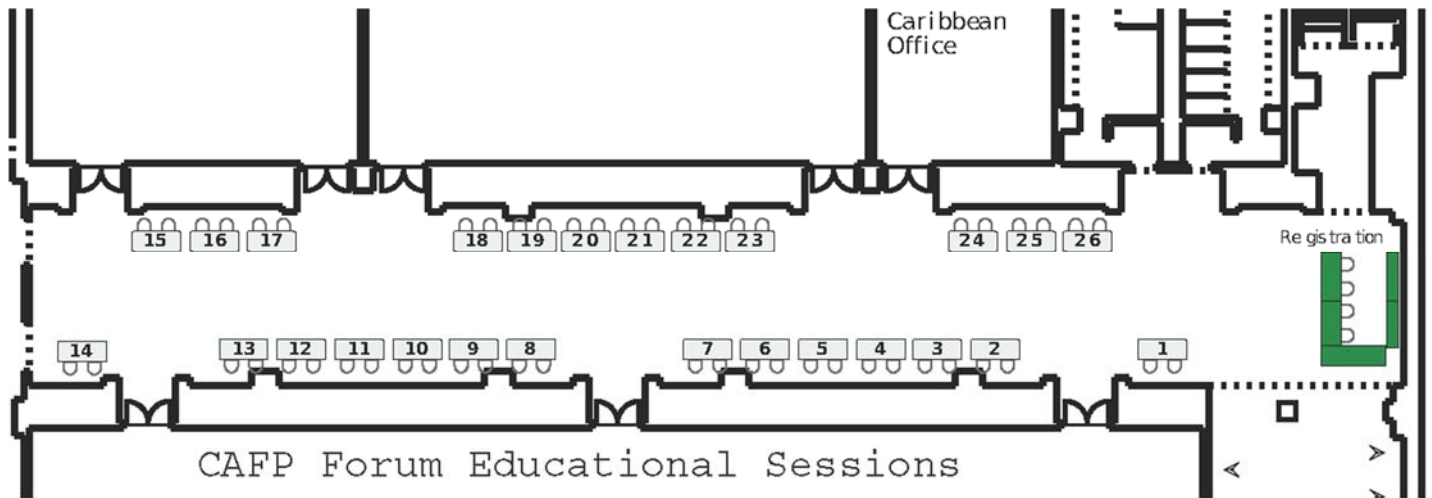 Caribbean
Office
15 16 17 18 19 20 21 22 23 24 25 26
Registration
14 13 12 11 10 9 8 7 6 5 4 3 2 1
CAFP Forum Educational Sessions